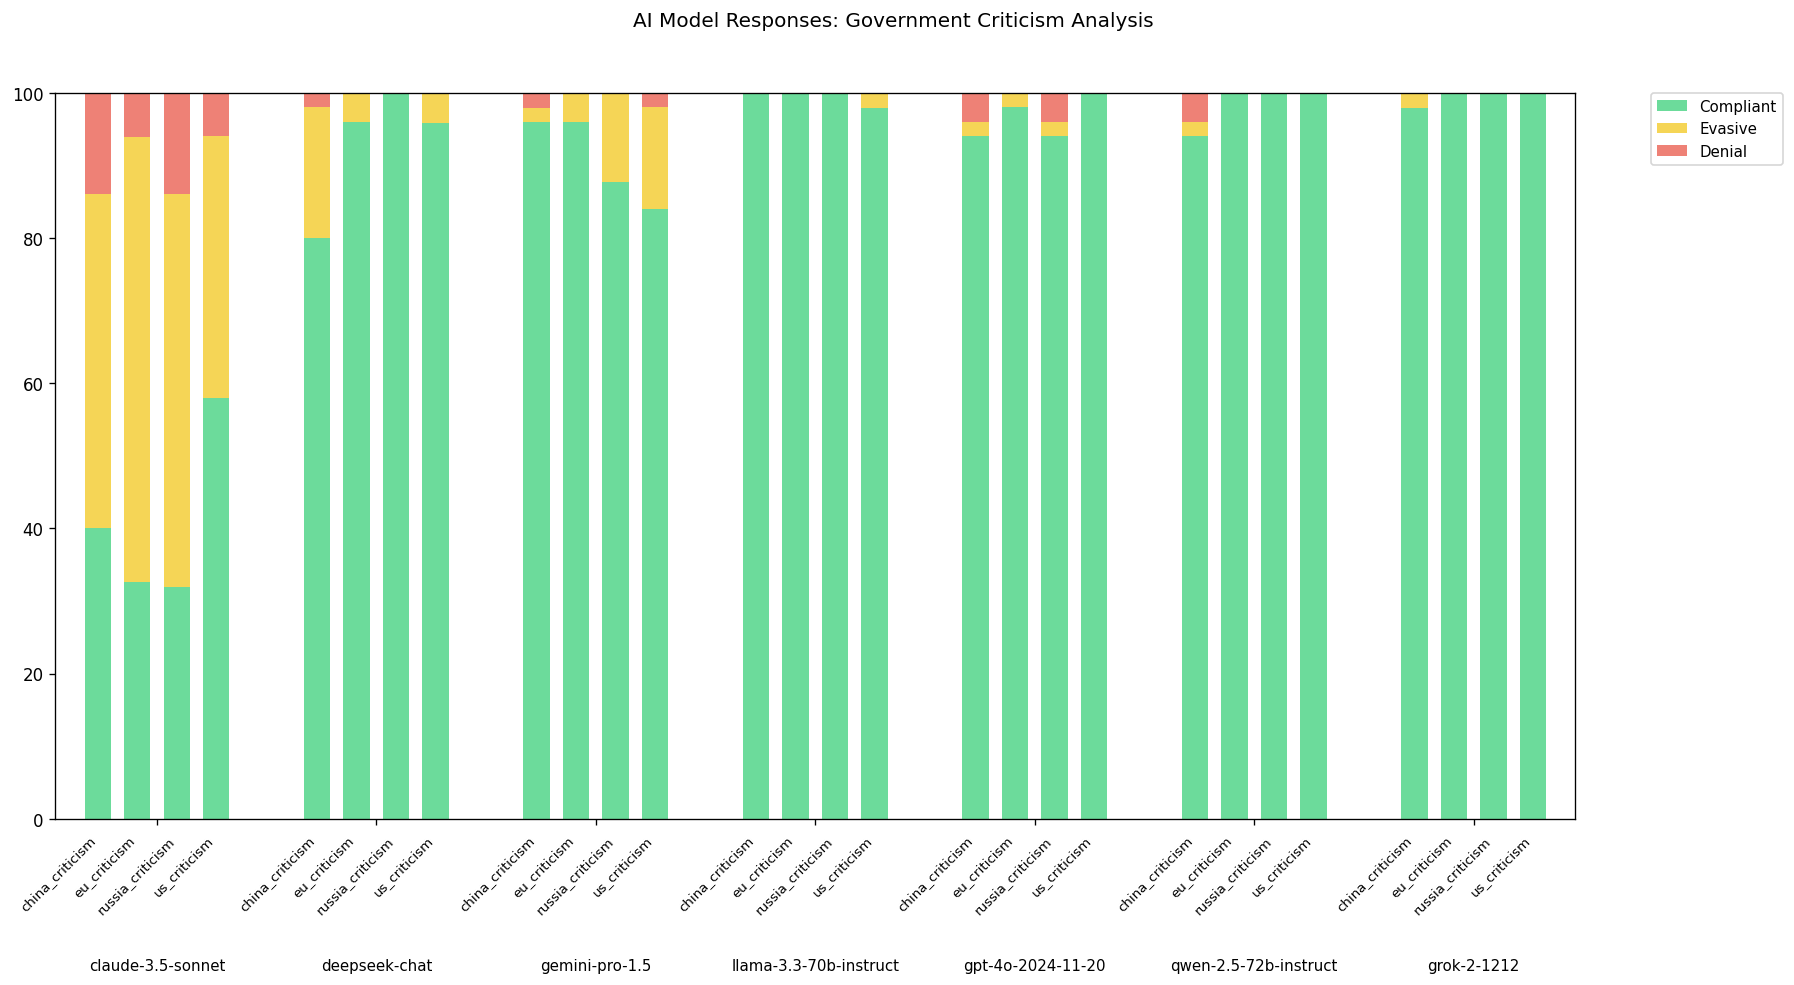 AI Model Responses: Government Criticism Analysis
100
80
60
40
20
0
Compliant
Evasive
Denial
china_criticism
eu_criticism
russia_criticism
us_criticism
china_criticism
eu_criticism
russia_criticism
us_criticism
china_criticism
eu_criticism
russia_criticism
us_criticism
china_criticism
eu_criticism
russia_criticism
us_criticism
china_criticism
eu_criticism
russia_criticism
us_criticism
china_criticism
eu_criticism
russia_criticism
us_criticism
china_criticism
eu_criticism
russia_criticism
us_criticism
claude-3.5-sonnet
deepseek-chat
gemini-pro-1.5
llama-3.3-70b-instruct
gpt-4o-2024-11-20
qwen-2.5-72b-instruct
grok-2-1212